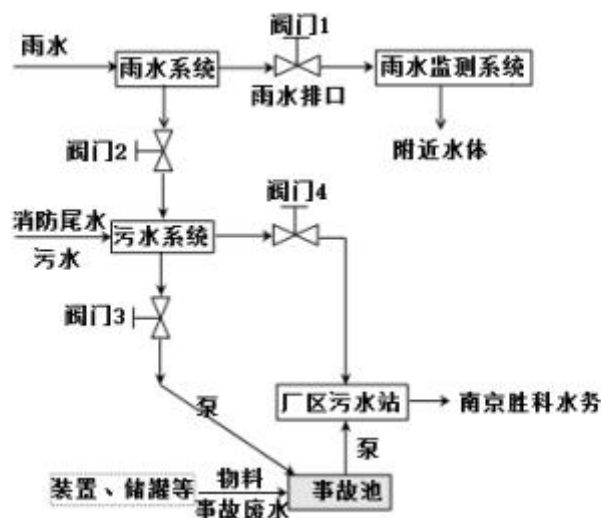 阀门1
雨水
雨水系统
雨水监测系统
雨水排口
阀门2
附近水体
阀门4
消防尾水
污水系统
污水
阀门3
泵
厂区污水站
南京胜科水务
泵
物料
装置、储罐等
事故池
事故废水